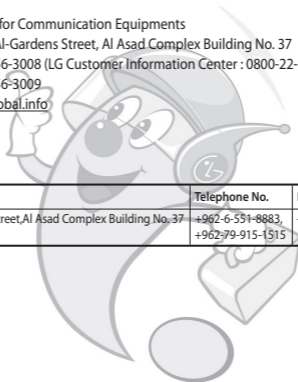 for Communication Equipments
Al-Gardens Street, Al Asad Complex Building No. 37
6-3008 (LG Customer Information Center : 0800-22-
6-3009
obal.info
Telephone No.
reet,Al Asad Complex Building No. 37 +962-6-551-8883,
+962-79-915-1515